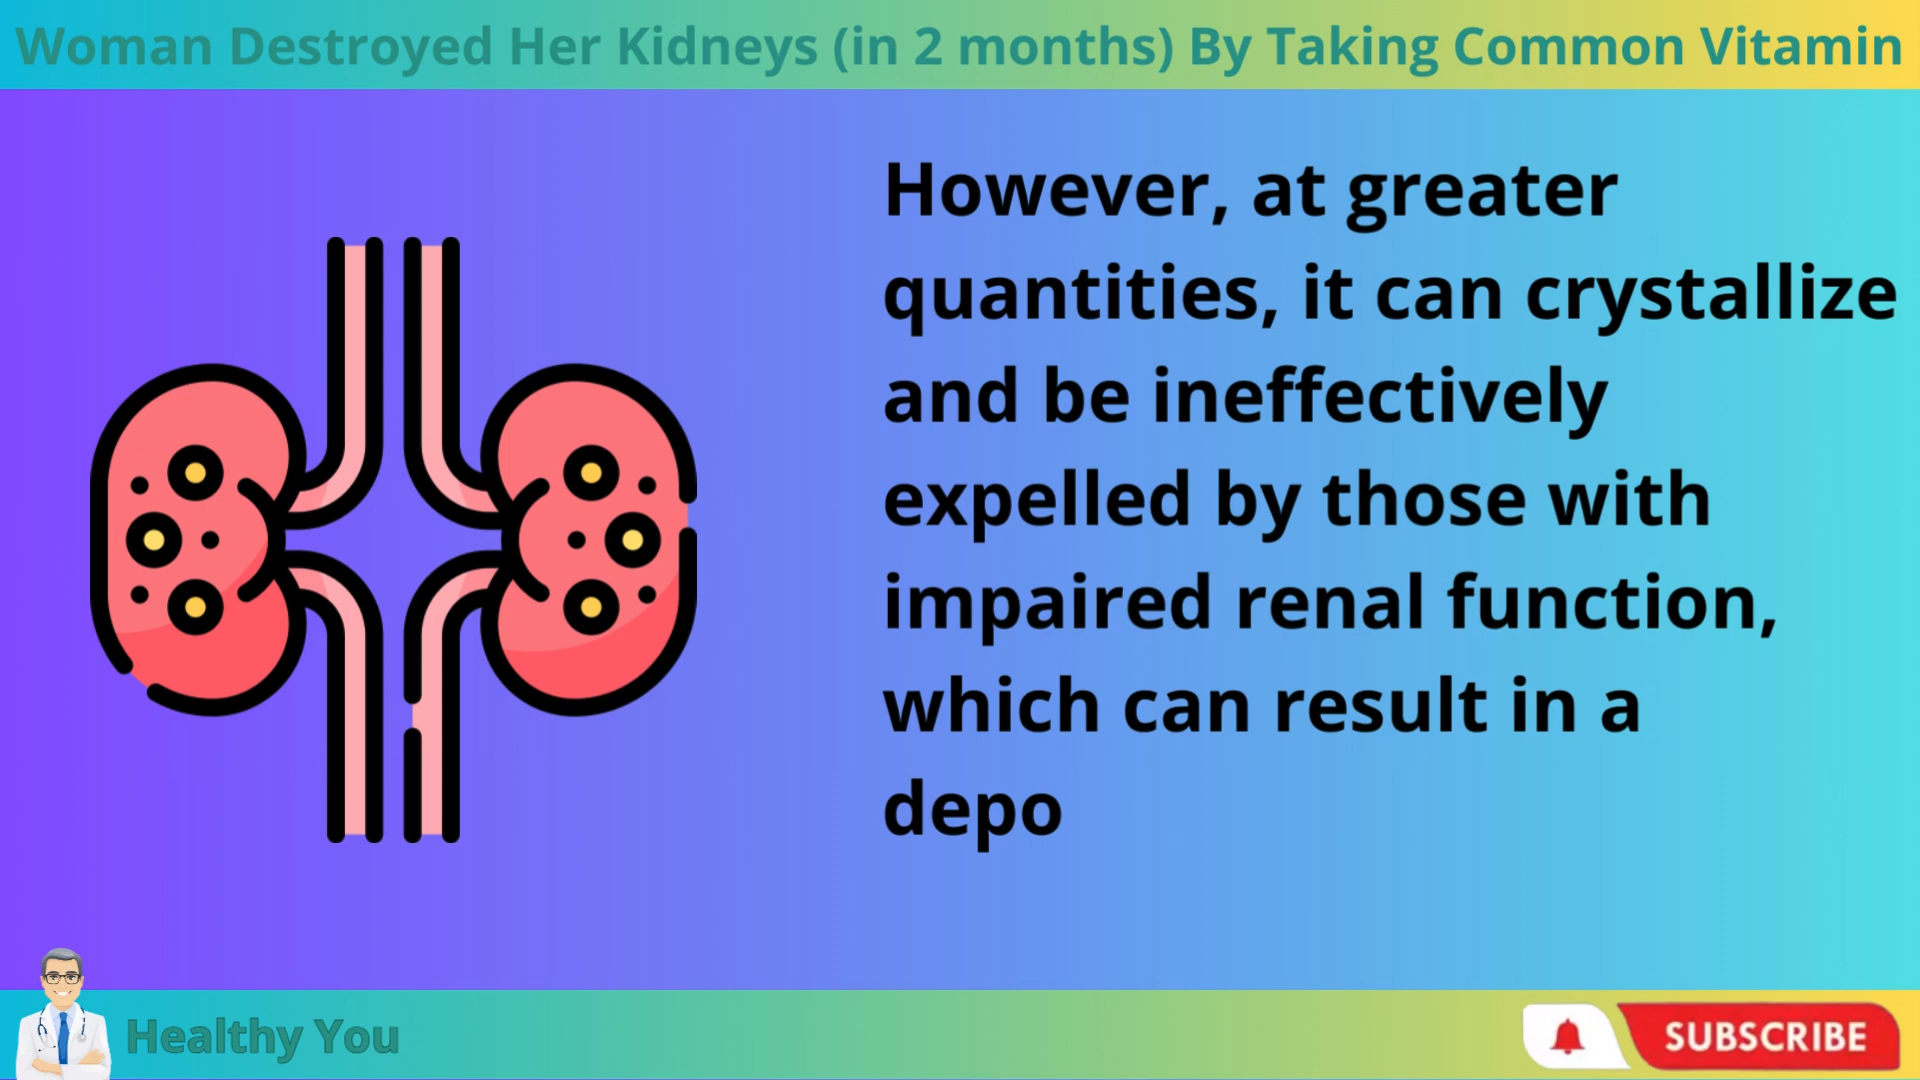 Woman Destroyed Her Kidneys (in 2 months) By Taking Common Vitamin
However, at greater
quantities, it can crystallize
and be ineffectively
expelled by those with
impaired renal function,
which can result in a
depo
Healthy You
SUBSCRIBE